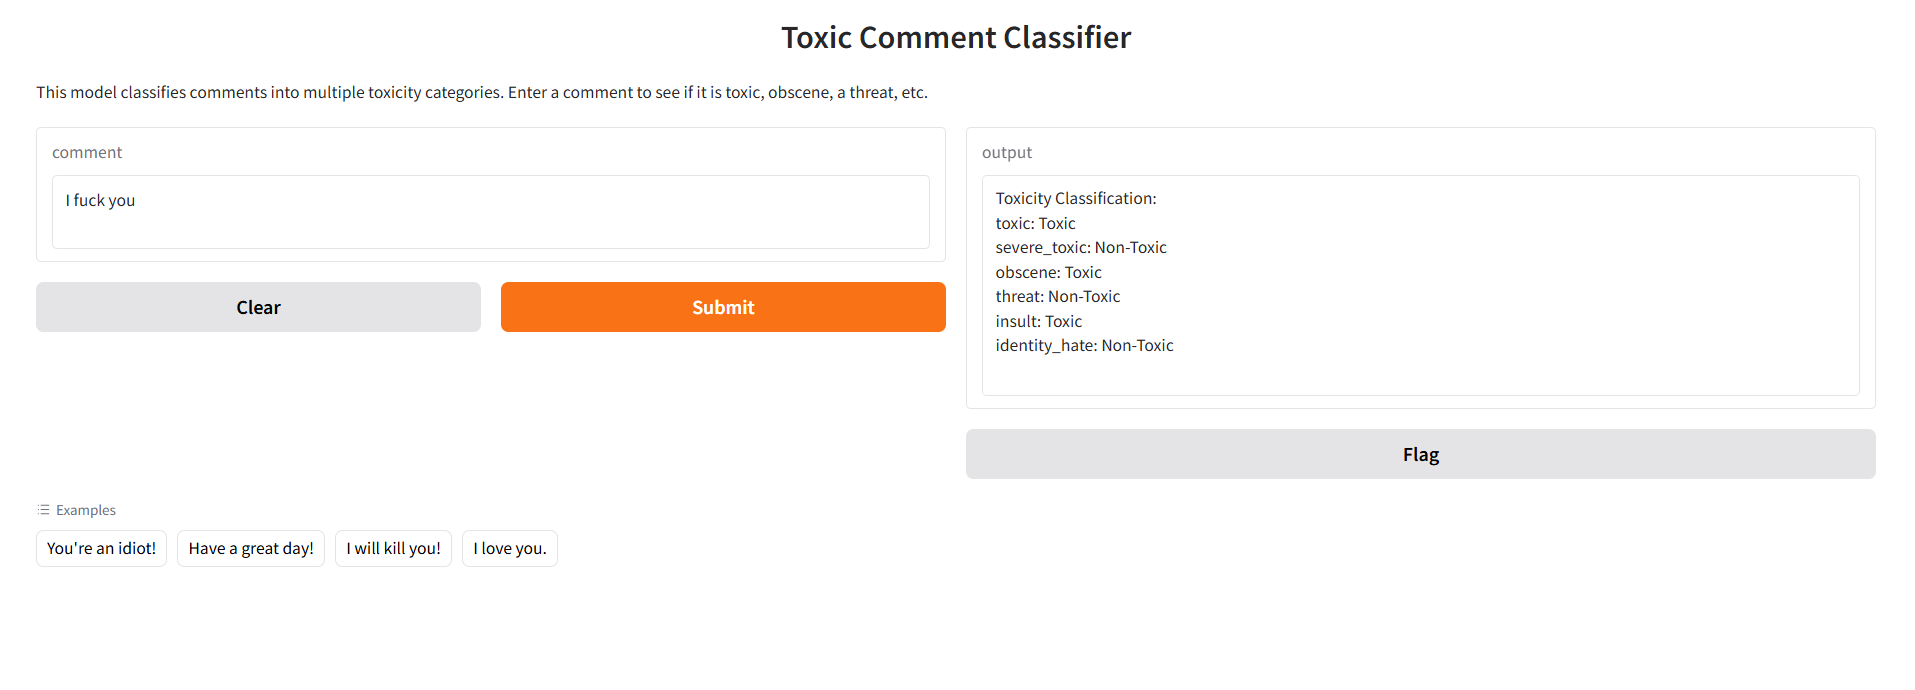 Toxic Comment Classifier
This model classifies comments into multiple toxicity categories. Enter a comment to see if it is toxic, obscene, a threat, etc.
comment
I fuck you
Clear
Submit
output
Toxicity Classification:
toxic: Toxic
severe_toxic: Non-Toxic
obscene: Toxic
threat: Non-Toxic
insult: Toxic
identity_hate: Non-Toxic
Flag
Examples
You're an idiot!
Have a great day!
I will kill you!
I love you.